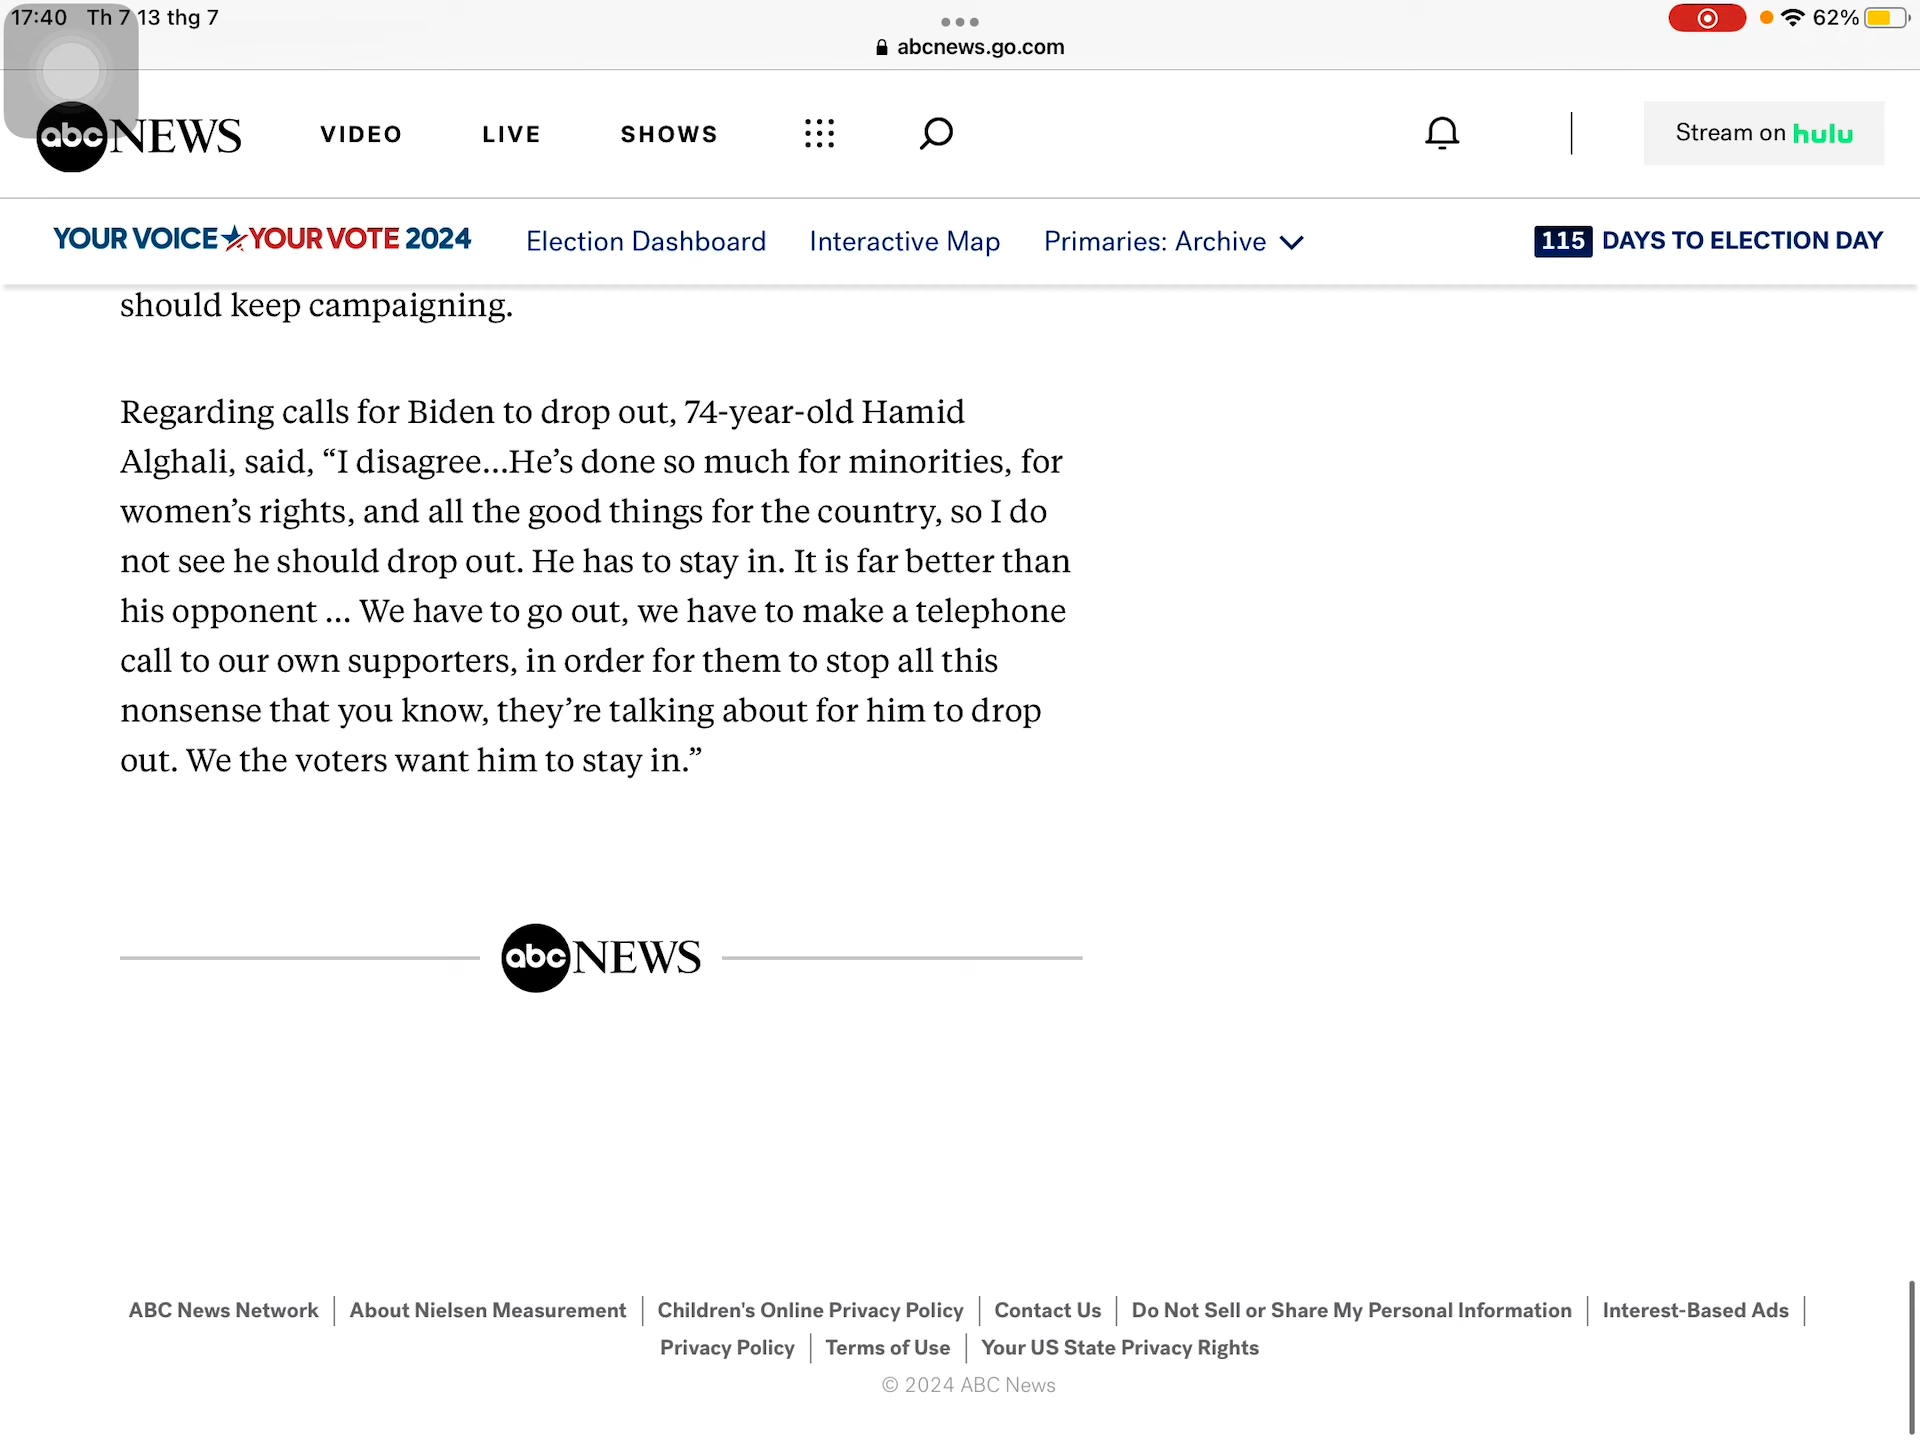 17:40 Th 7 13 thg 7
abcnews.go.com
62%
abc NEWS VIDEO LIVE SHOWS Stream on hulu
YOUR VOICE YOUR VOTE 2024 Election Dashboard Interactive Map Primaries: Archive 115 DAYS TO ELECTION DAY
should keep campaigning.
Regarding calls for Biden to drop out, 74-year-old Hamid
Alghali, said, “I disagree...He’s done so much for minorities, for
women’s rights, and all the good things for the country, so I do
not see he should drop out. He has to stay in. It is far better than
his opponent ... We have to go out, we have to make a telephone
call to our own supporters, in order for them to stop all this
nonsense that you know, they’re talking about for him to drop
out. We the voters want him to stay in.”
abc NEWS
ABC News Network About Nielsen Measurement Children's Online Privacy Policy Contact Us Do Not Sell or Share My Personal Information Interest-Based Ads
Privacy Policy Terms of Use Your US State Privacy Rights
© 2024 ABC News